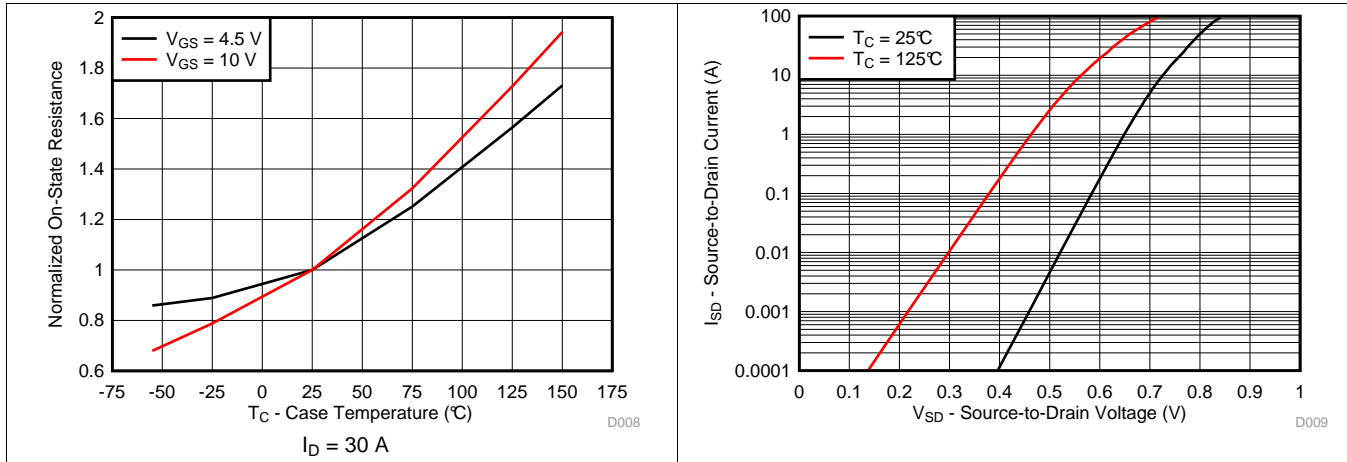 Normalized On-State Resistance
2
1.8
1.6
1.4
1.2
1
0.8
0.6
VGS = 4.5 V
VGS = 10 V
-75 -50 -25 0 25 50 75 100 125 150 175
TC - Case Temperature (°C)
D008
ID = 30 A
ISD - Source-to-Drain Current (A)
100
10
1
0.1
0.01
0.001
0.0001
TC = 25°C
TC = 125°C
0 0.1 0.2 0.3 0.4 0.5 0.6 0.7 0.8 0.9 1
VSD - Source-to-Drain Voltage (V)
D009